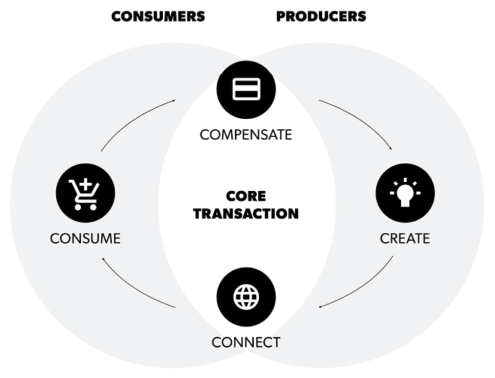 CONSUMERS
PRODUCERS
COMPENSATE
CORE
TRANSACTION
CONSUME
CREATE
CONNECT